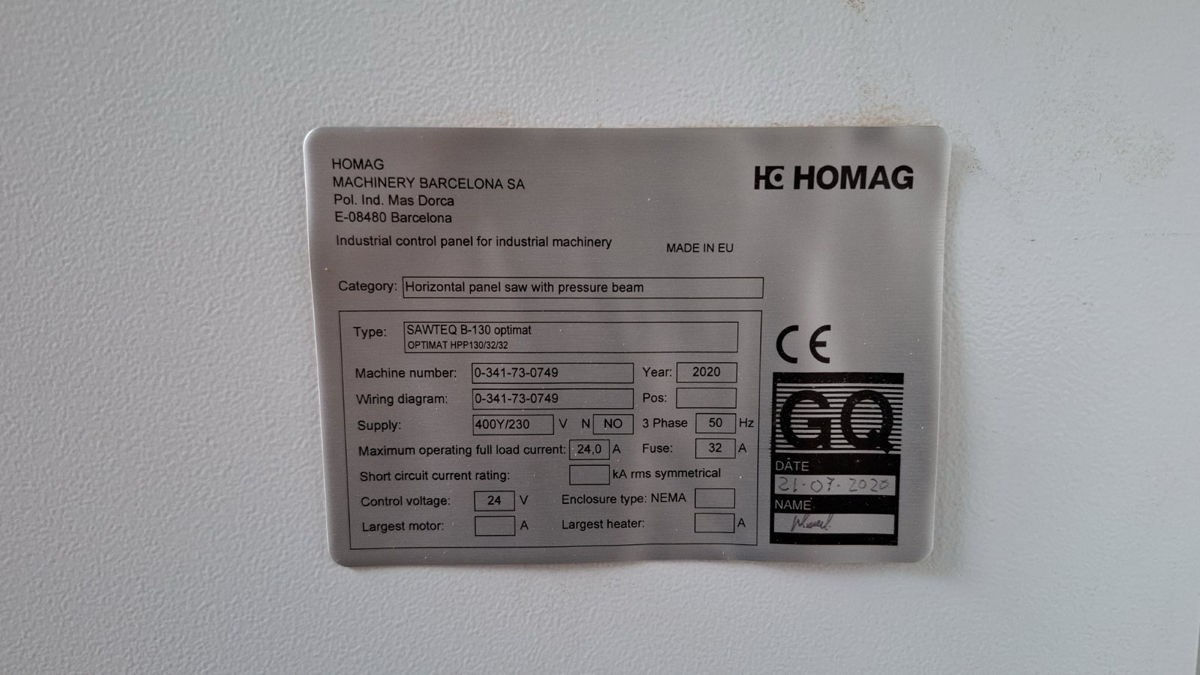 HOMAG
MACHINERY BARCELONA SA
Pol. Ind. Mas Dorca
E-08480 Barcelona
HOMAG
Industrial control panel for industrial machinery MADE IN EU
Category: Horizontal panel saw with pressure beam
Type: SAWTEQ B-130 optimat
OPTIMAT HPP130/32/32
Machine number: 0-341-73-0749 Year: 2020
Wiring diagram: 0-341-73-0749 Pos:
Supply: 400Y/230 V N NO 3 Phase 50 Hz
Maximum operating full load current: 24,0 A Fuse: 32 A
Short circuit current rating: kA rms symmetrical
Control voltage: 24 V Enclosure type: NEMA
Largest motor: A Largest heater: A
CE
GQ
DATE
21-07-2020
NAME